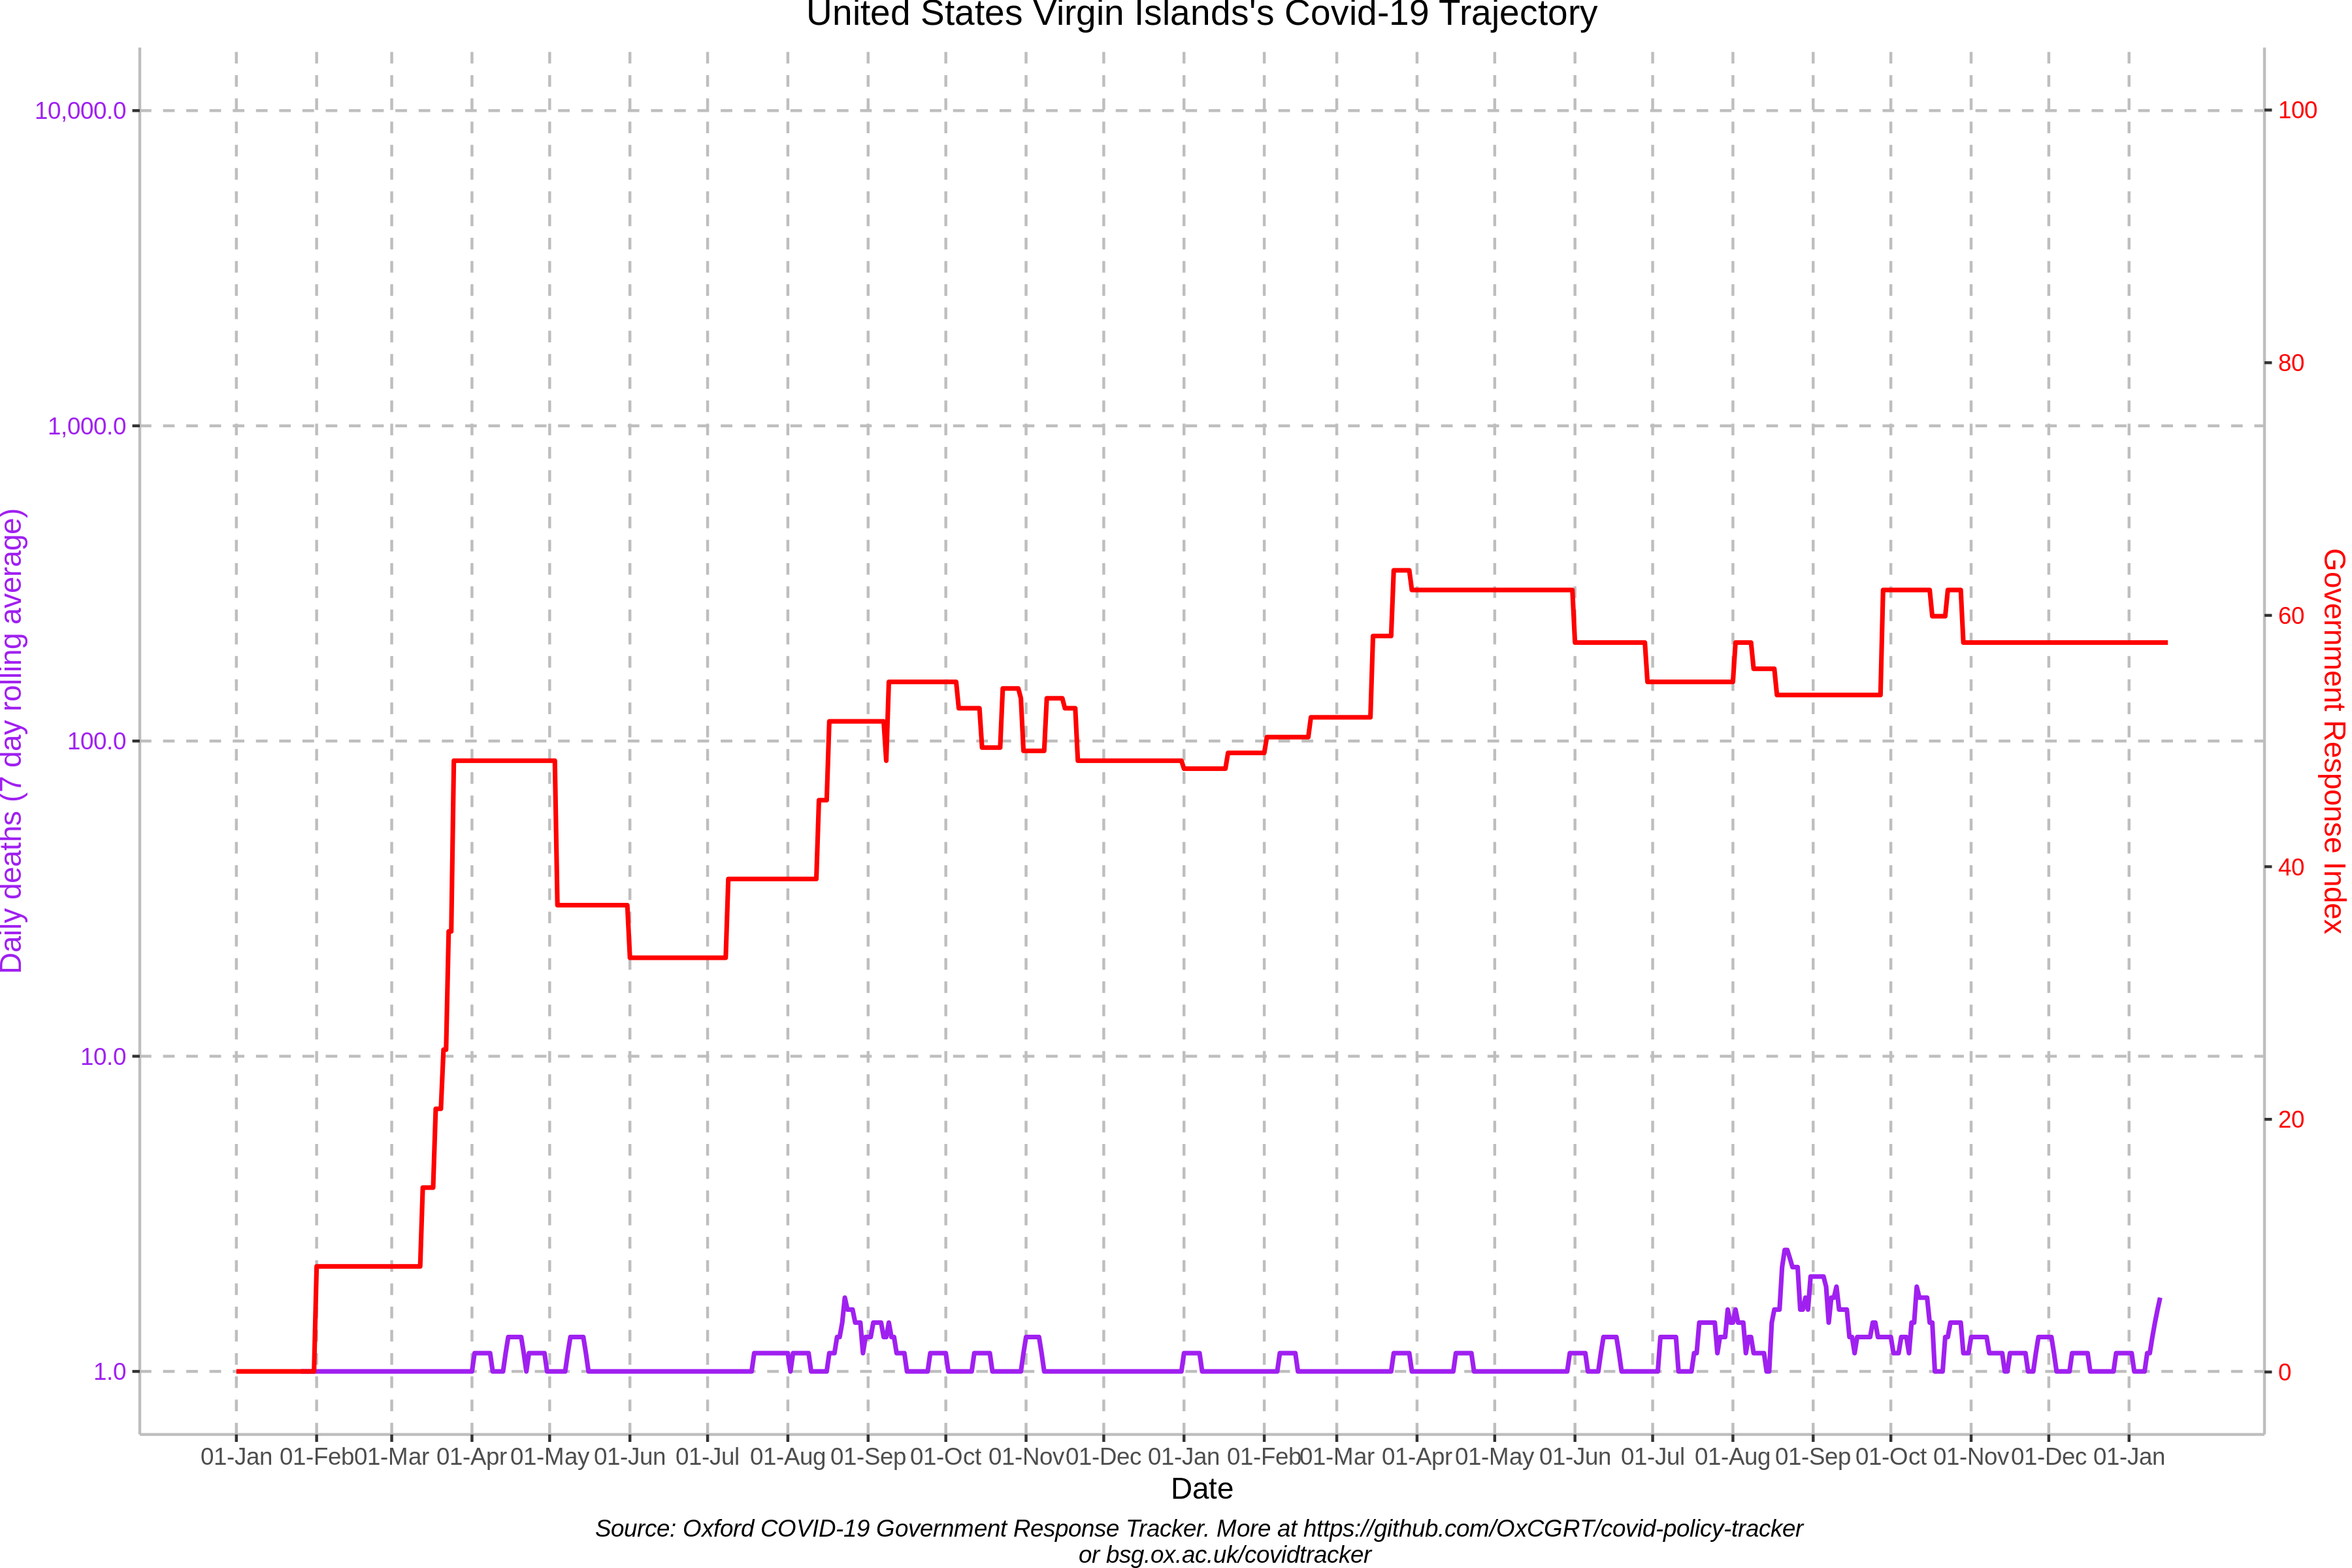 United States Virgin Islands's Covid-19 Trajectory
10,000.0
1,000.0
100.0
10.0
1.0
Daily deaths (7 day rolling average)
100
80
60
40
20
0
Government Response Index
01-Jan 01-Feb 01-Mar 01-Apr 01-May 01-Jun 01-Jul 01-Aug 01-Sep 01-Oct 01-Nov 01-Dec 01-Jan 01-Feb 01-Mar 01-Apr 01-May 01-Jun 01-Jul 01-Aug 01-Sep 01-Oct 01-Nov 01-Dec 01-Jan
Date
Source: Oxford COVID-19 Government Response Tracker. More at https://github.com/OxCGRT/covid-policy-tracker
or bsg.ox.ac.uk/covidtracker